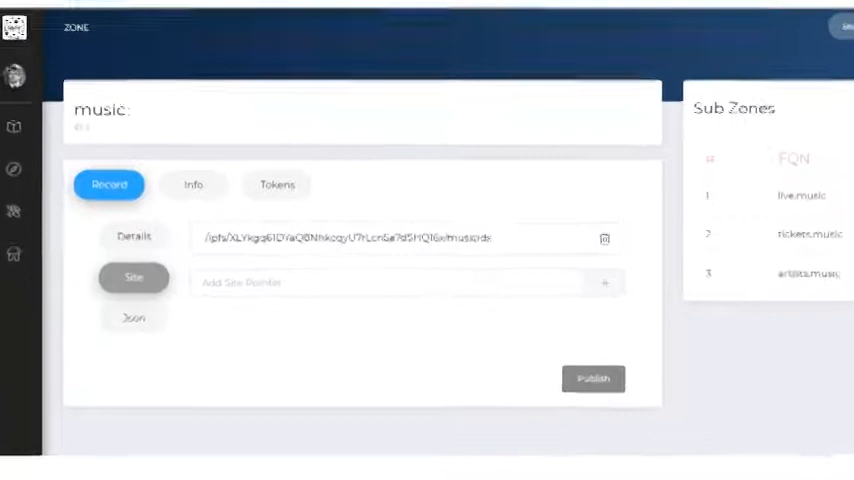 ZONE
music:
Sub Zones
Record
Info
Tokens
#
FQN
1
live.music
Details
2
tickets.music
Site
3
artists.music
Add Site Pointer
+
Json
Publish